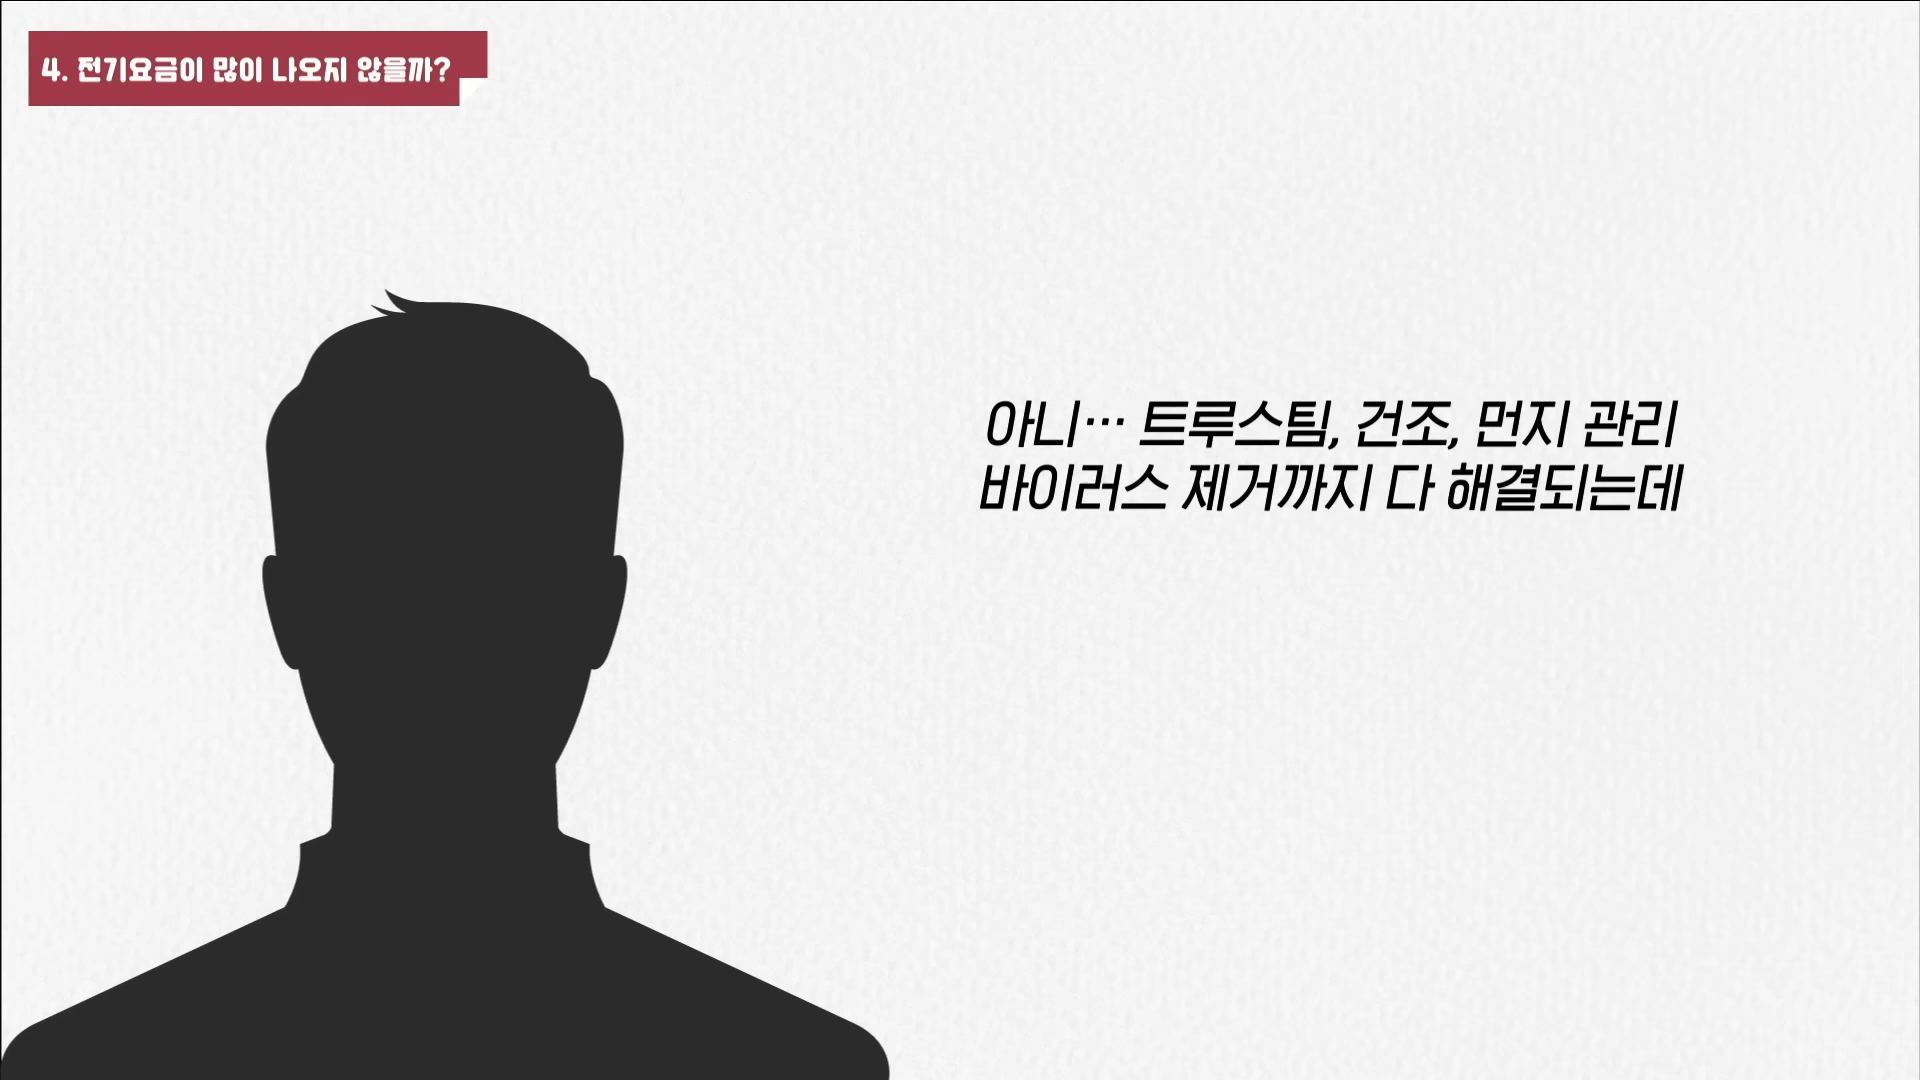 4. 전기요금이 많이 나오지 않을까?
아니… 트루스팀, 건조, 먼지 관리
바이러스 제거까지 다 해결되는데